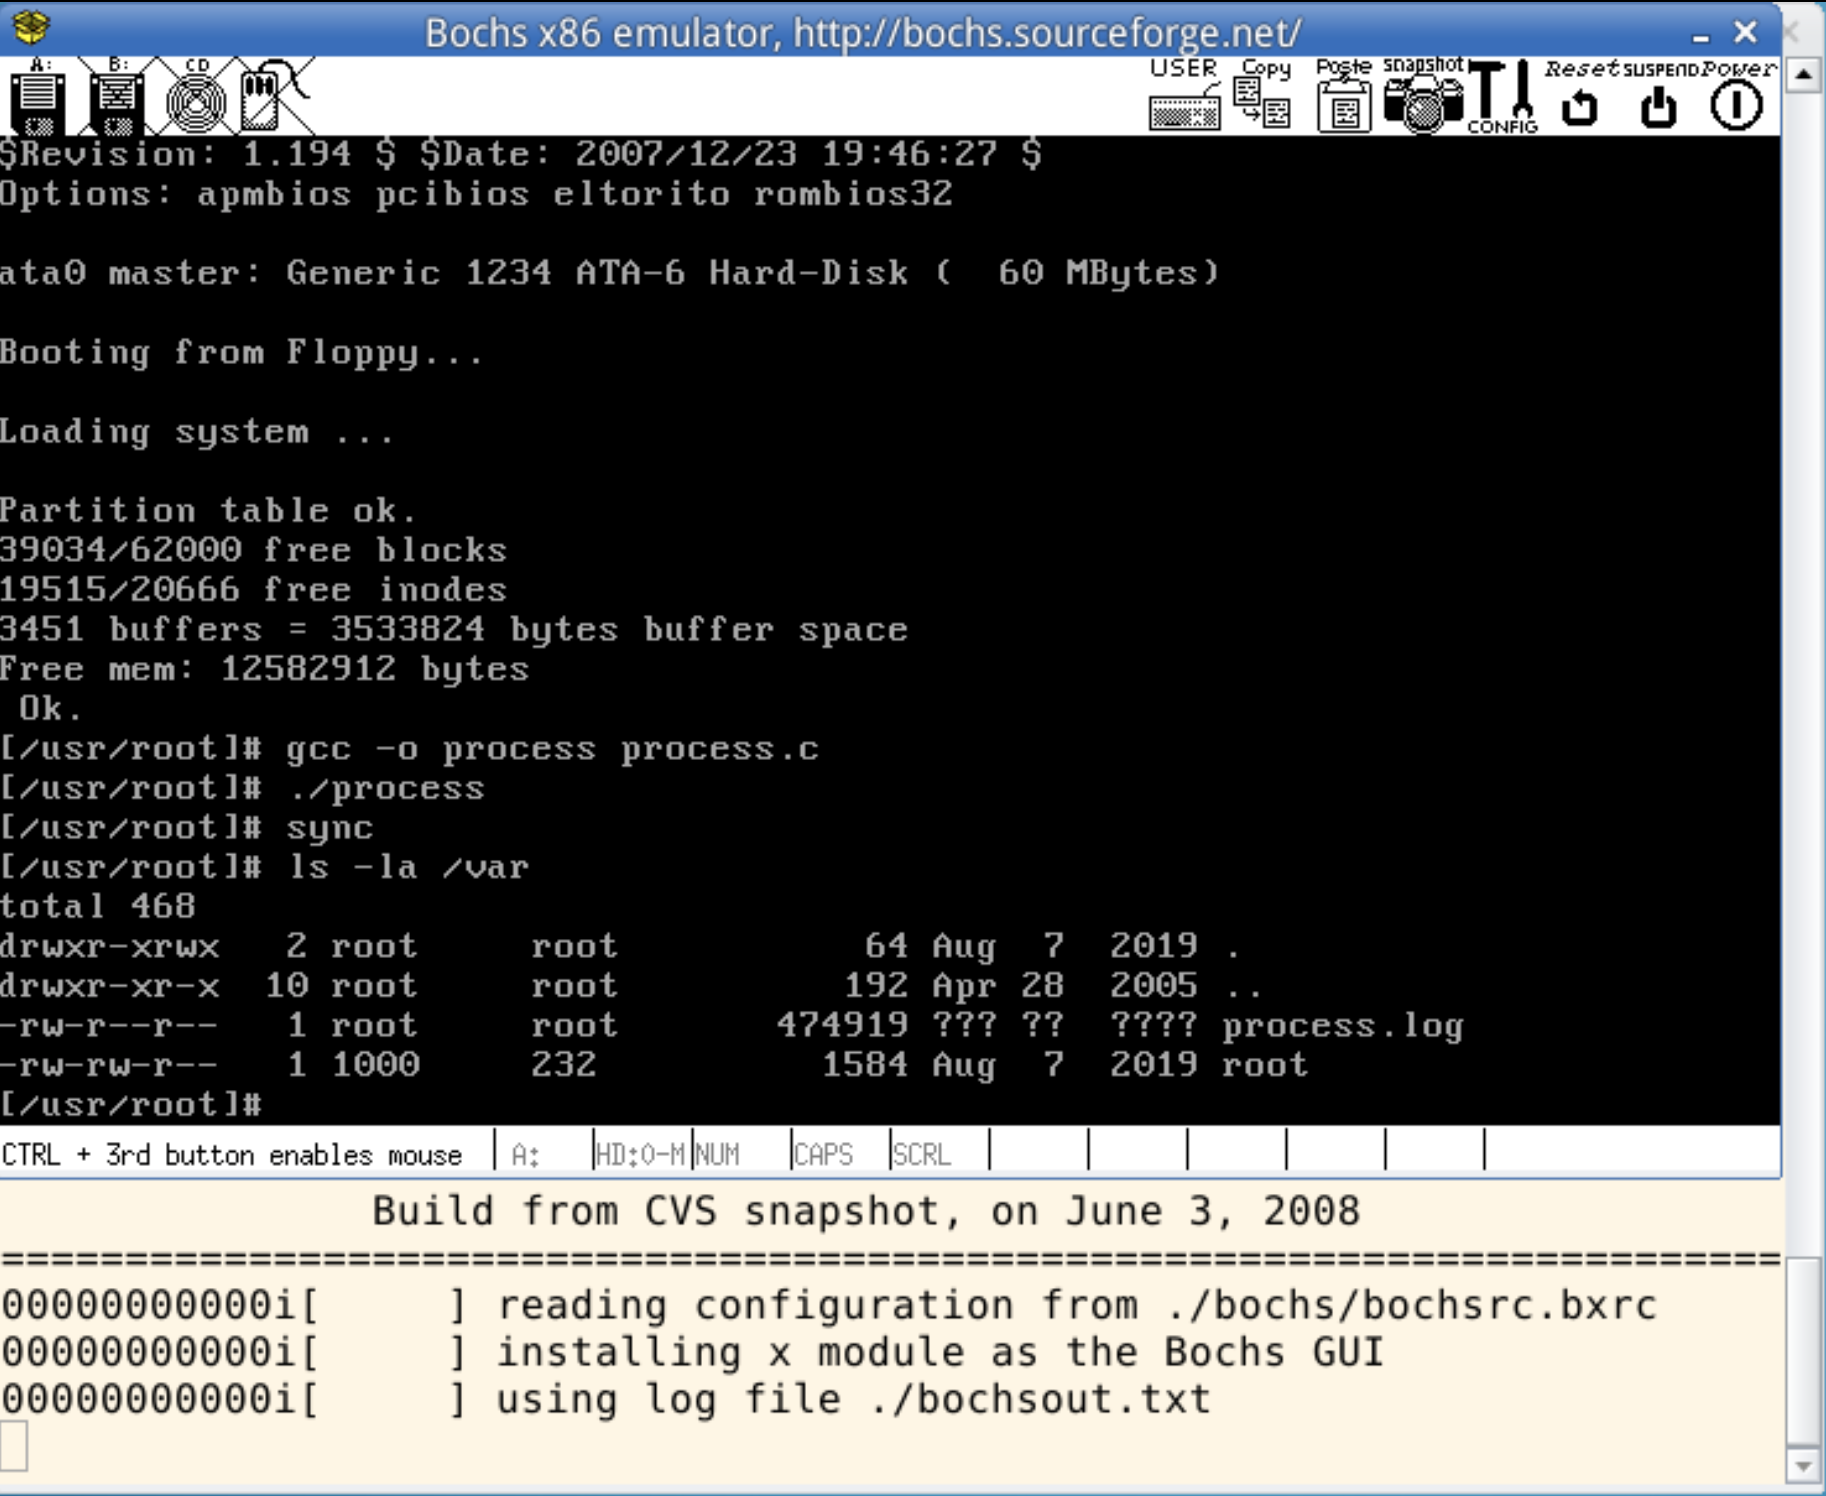 Bochs x86 emulator, http://bochs.sourceforge.net/
A: B: CD USER Copy Paste snapshot CONFIG Reset SUSPEND Power
$Revision: 1.194 $ $Date: 2007/12/23 19:46:27 $
Options: apmbios pcibios eltorito rombios32
ata0 master: Generic 1234 ATA-6 Hard-Disk (  60 MBytes)
Booting from Floppy...
Loading system ...
Partition table ok.
39034/62000 free blocks
19515/20666 free inodes
3451 buffers = 3533824 bytes buffer space
Free mem: 12582912 bytes
 Ok.
[/usr/root]# gcc -o process process.c
[/usr/root]# ./process
[/usr/root]# sync
[/usr/root]# ls -la /var
total 468
drwxr-xrwx   2 root     root           64 Aug  7  2019 .
drwxr-xr-x  10 root     root          192 Apr 28  2005 ..
-rw-r--r--   1 root     root       474919 ??? ??  ???? process.log
-rw-rw-r--   1 1000     232          1584 Aug  7  2019 root
[/usr/root]#
CTRL + 3rd button enables mouse A: HD:0-M NUM CAPS SCRL
Build from CVS snapshot, on June 3, 2008
========================================================================
00000000000i[     ] reading configuration from ./bochs/bochsrc.bxrc
00000000000i[     ] installing x module as the Bochs GUI
00000000000i[     ] using log file ./bochsout.txt